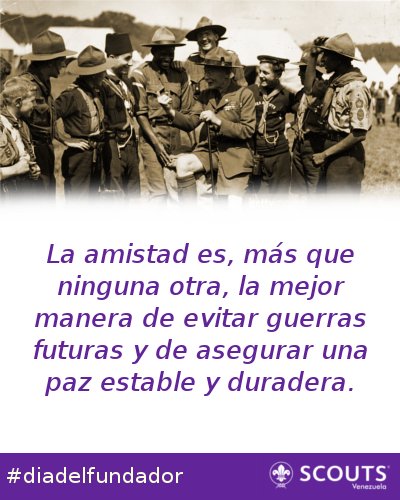 La amistad es, más que
ninguna otra, la mejor
manera de evitar guerras
futuras y de asegurar una
paz estable y duradera.
#diadelfundador
SCOUTS
Venezuela